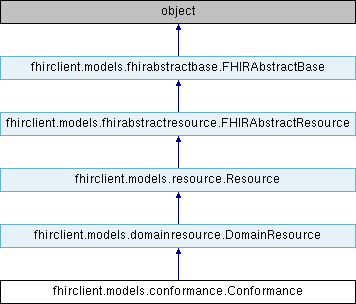 object
fhirclient.models.fhirabstractbase.FHIRAbstractBase
fhirclient.models.fhirabstractresource.FHIRAbstractResource
fhirclient.models.resource.Resource
fhirclient.models.domainresource.DomainResource
fhirclient.models.conformance.Conformance